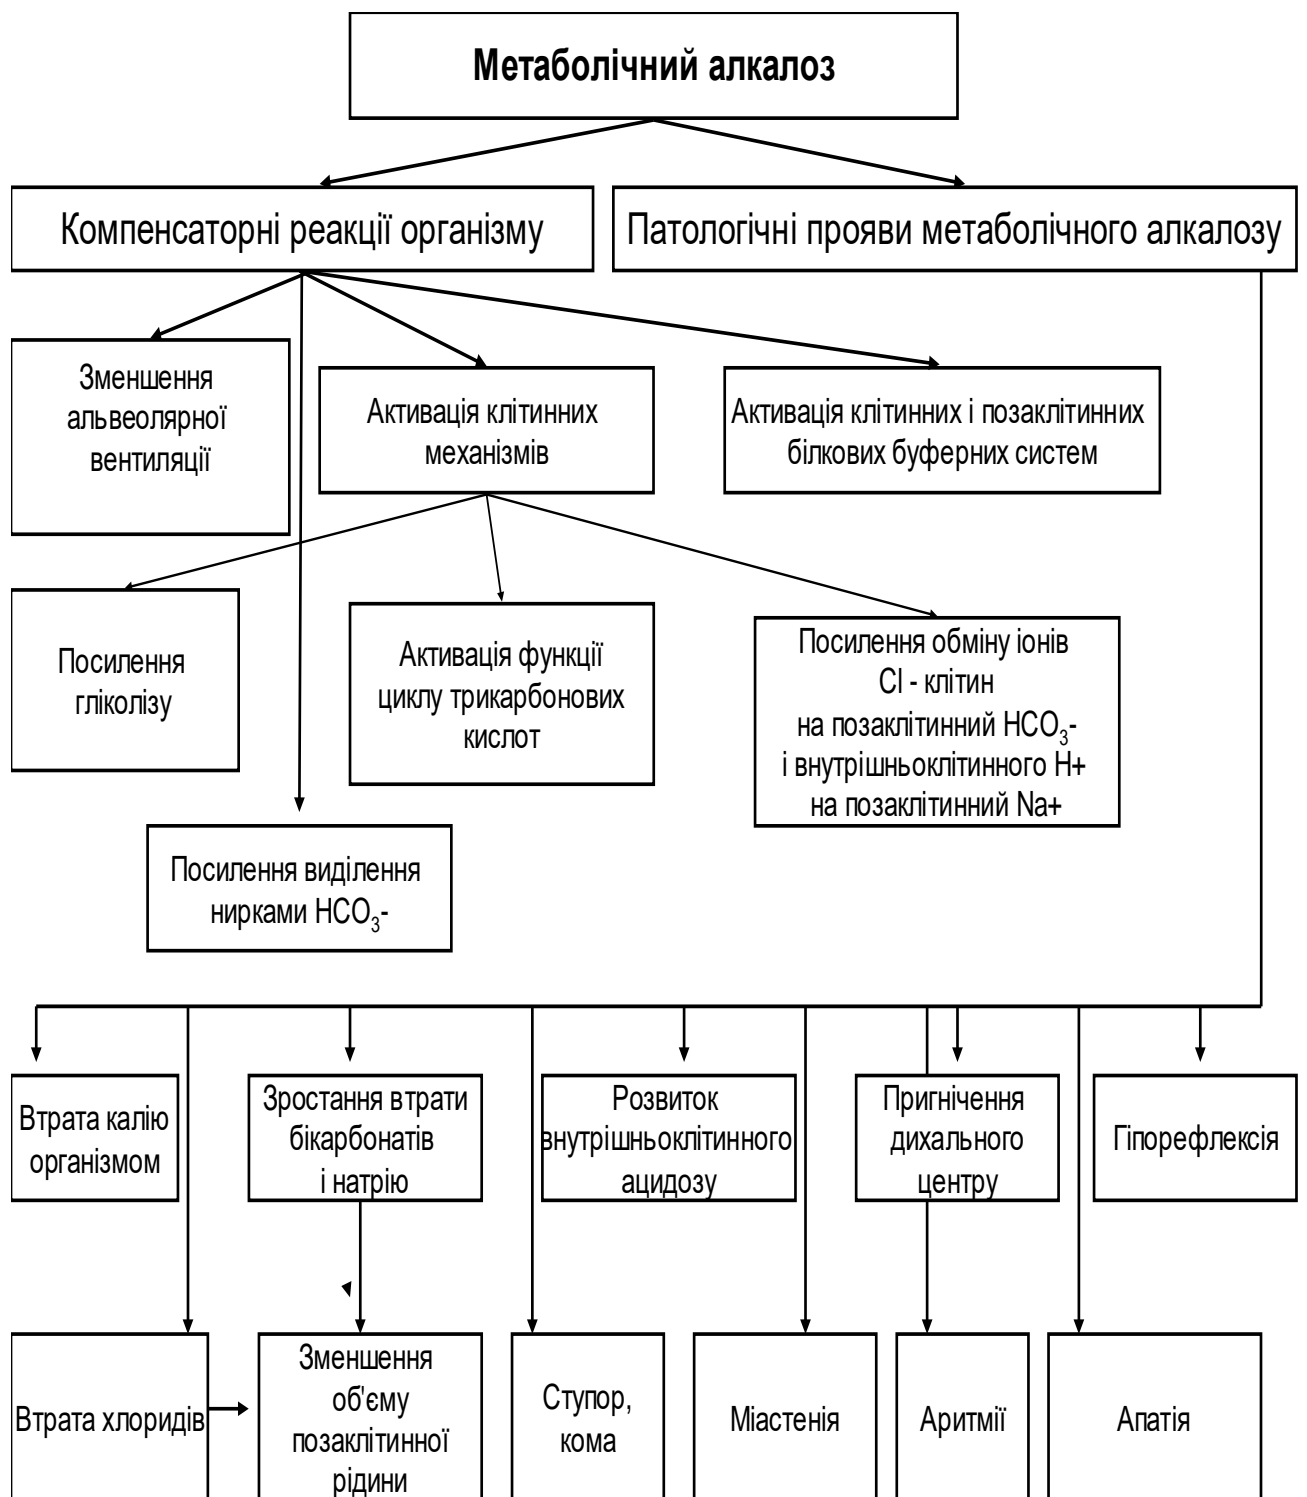 Метаболічний алкалоз
Компенсаторні реакції організму
Патологічні прояви метаболічного алкалозу
Зменшення
альвеолярної
вентиляції
Активація клітинних
механізмів
Активація клітинних і позаклітинних
білкових буферних систем
Посилення
гліколізу
Активація функції
циклу трикарбонових
кислот
Посилення обміну іонів
Cl - клітин
на позаклітинний HCO₃-
і внутрішньоклітинного H+
на позаклітинний Na+
Посилення виділення
нирками HCO₃-
Втрата калію
організмом
Зростання втрати
бікарбонатів
і натрію
Розвиток
внутрішньоклітинного
ацидозу
Пригнічення
дихального
центру
Гіпорефлексія
Втрата хлоридів
Зменшення
об'єму
позаклітинної
рідини
Ступор,
кома
Міастенія
Аритмії
Апатія